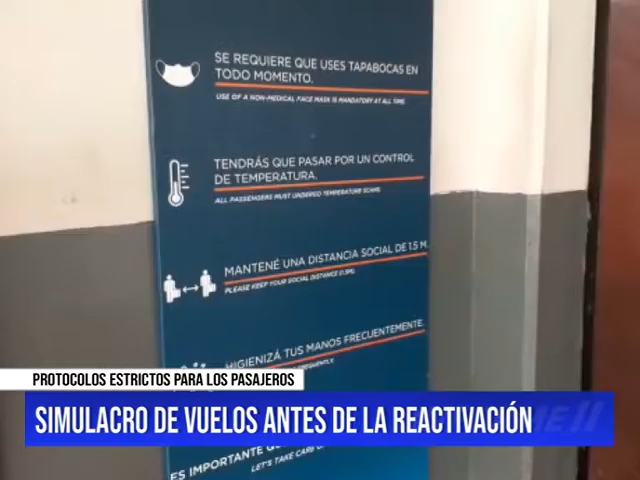 SE REQUIERE QUE USES TAPABOCAS EN
TODO MOMENTO.
USE OF A NON-MEDICAL FACE MASK IS MANDATORY AT ALL TIME
TENDRÁS QUE PASAR POR UN CONTROL
DE TEMPERATURA.
ALL PASSENGERS MUST UNDERGO TEMPERATURE SCANS.
MANTENÉ UNA DISTANCIA SOCIAL DE 1.5 M.
PLEASE KEEP YOUR SOCIAL DISTANCE (1.5M)
HIGIENIZÁ TUS MANOS FRECUENTEMENTE.
PROTOCOLOS ESTRICTOS PARA LOS PASAJEROS
SIMULACRO DE VUELOS ANTES DE LA REACTIVACIÓN
ES IMPORTANTE
LET'S TAKE CARE